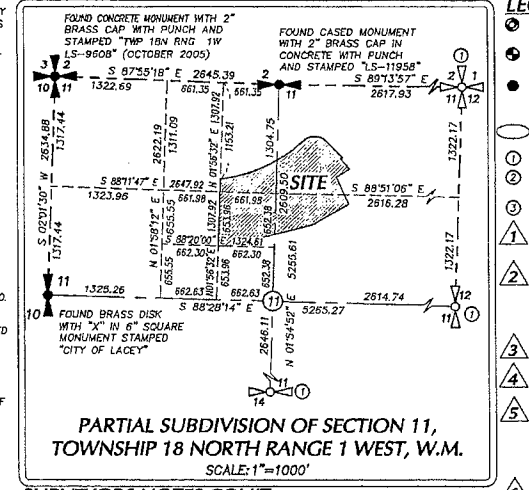 FOUND CONCRETE MONUMENT WITH 2"
BRASS CAP WITH PUNCH AND
STAMPED "TWP 18N RNG 1W
LS-9608" (OCTOBER 2005)
FOUND CASED MONUMENT
WITH 2" BRASS CAP IN
CONCRETE WITH PUNCH
AND STAMPED "LS-11958"
3 2
10 11
S 87°55'18" E 2645.39
1322.69
661.35
661.35
2
11
S 89°13'57" E
2617.93
1
2 1
11 12
S 02°01'30" W 2634.88
1317.44
1317.44
2622.19
1311.09
N 01°56'32" E 1307.92
1153.21
1304.75
2609.50
1322.17
1322.17
SITE
S 88°11'47" E 2647.92
1323.96
661.98
661.98
S 88°51'06" E
2616.28
N 01°58'12" E 655.55
655.55
1307.92
653.96
653.96
652.38
652.38
S 88°20'00" E 1324.61
662.30
662.30
5255.61
11
10
1325.26
662.63
662.63
S 88°28'14" E
11
5265.27
2614.74
12
11
1
FOUND BRASS DISK
WITH "X" IN 6" SQUARE
MONUMENT STAMPED
"CITY OF LACEY"
2646.11
N 01°54'52" E
11
14
1
PARTIAL SUBDIVISION OF SECTION 11,
TOWNSHIP 18 NORTH RANGE 1 WEST, W.M.
SCALE: 1"=1000'
1
2
3
1
2
3
4
5